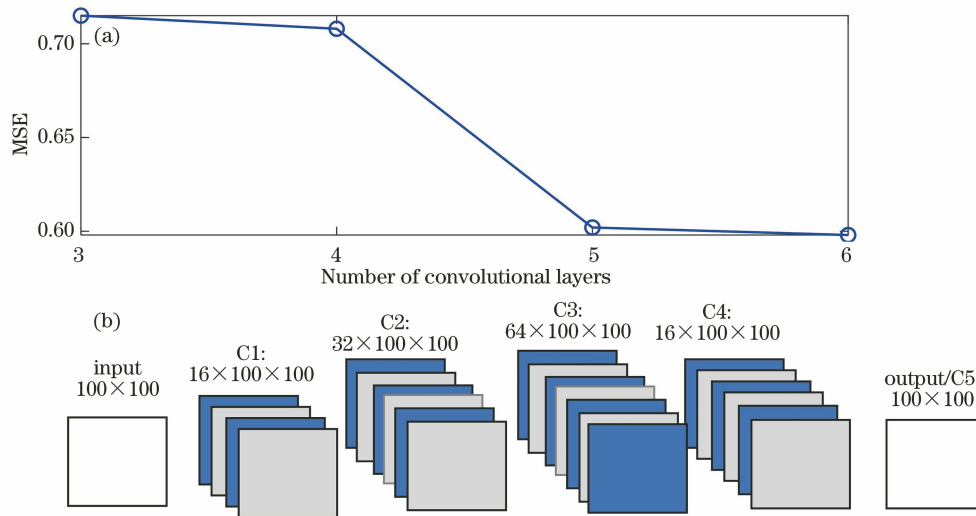 (a)
0.70
0.65
0.60
MSE
3 4 5 6
Number of convolutional layers
(b)
input
100×100
C1:
16×100×100
C2:
32×100×100
C3:
64×100×100
C4:
16×100×100
output/C5
100×100